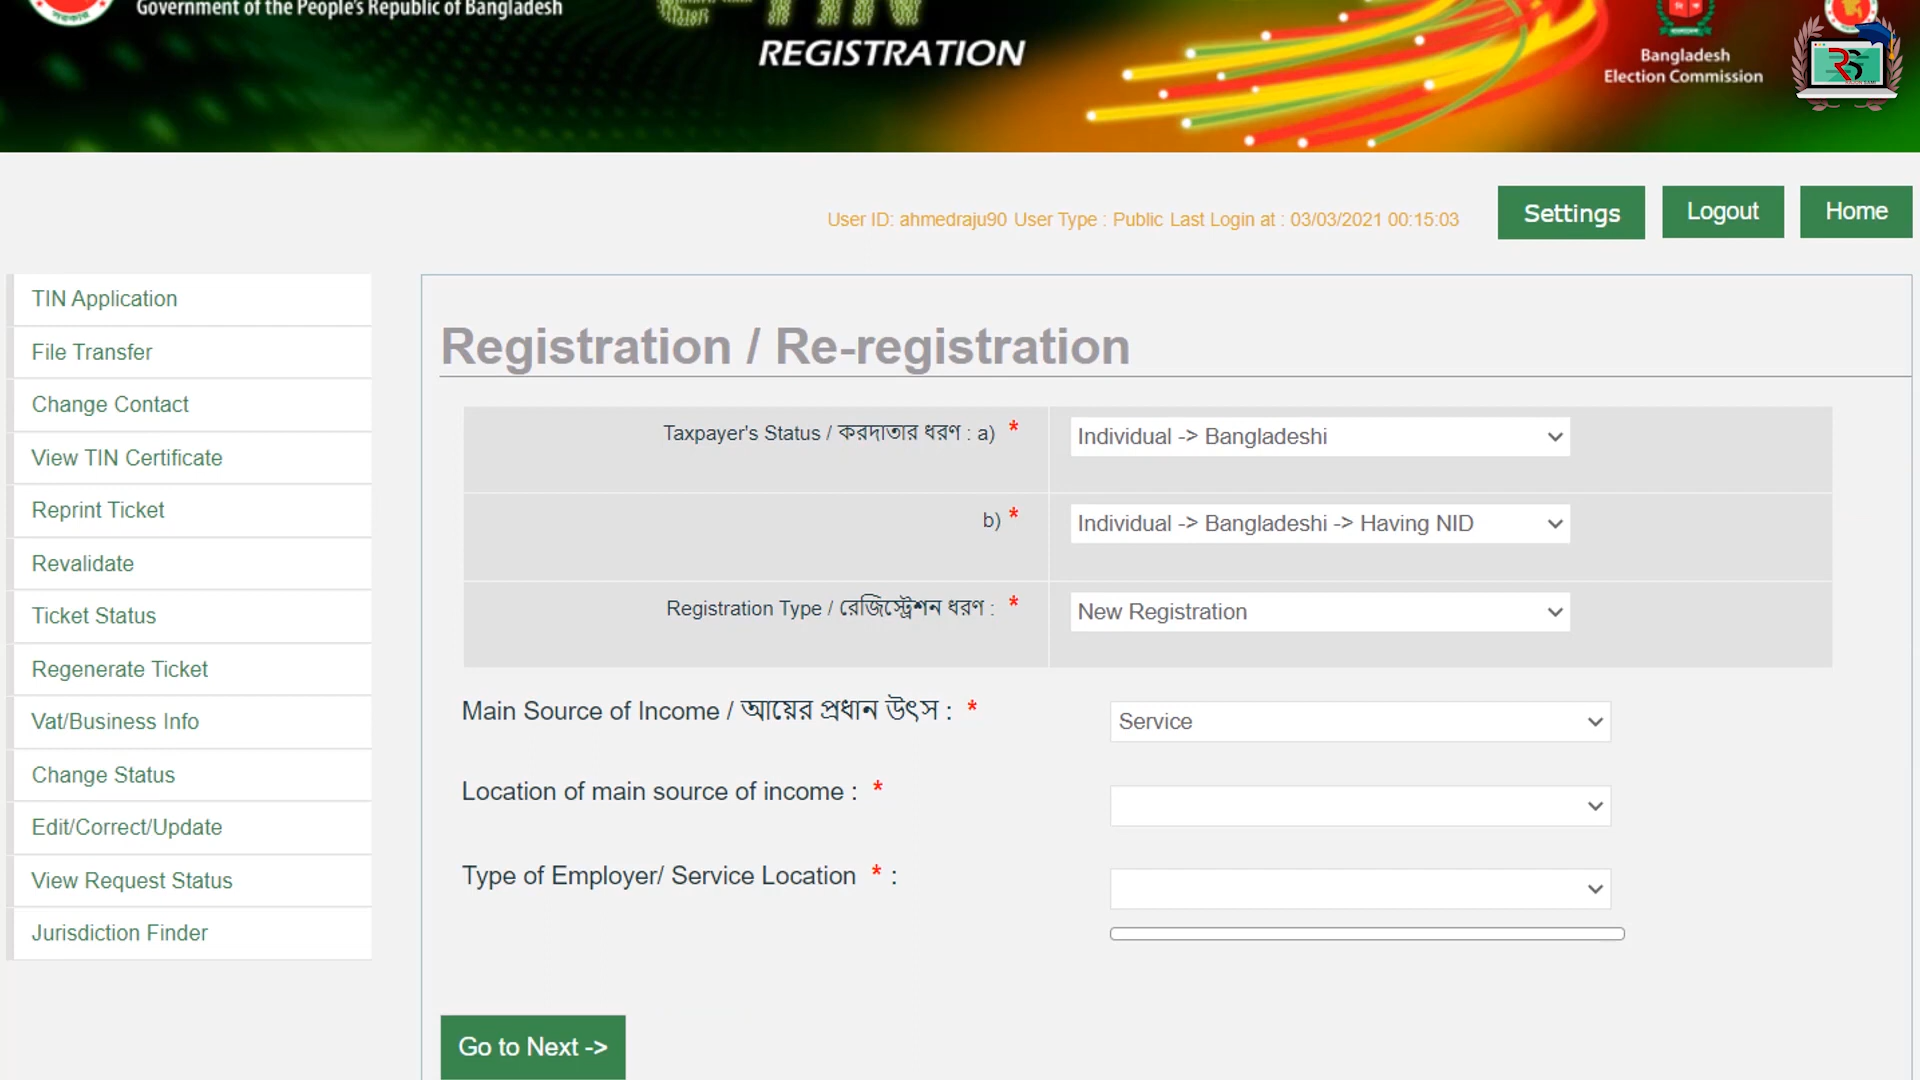 Government of the People's Republic of Bangladesh
REGISTRATION
Bangladesh
Election Commission
RS
User ID: ahmedraju90 User Type : Public Last Login at : 03/03/2021 00:15:03
Settings
Logout
Home
TIN Application
File Transfer
Change Contact
View TIN Certificate
Reprint Ticket
Revalidate
Ticket Status
Regenerate Ticket
Vat/Business Info
Change Status
Edit/Correct/Update
View Request Status
Jurisdiction Finder
Registration / Re-registration
Taxpayer's Status / করদাতার ধরণ : a) *
Individual -> Bangladeshi
b) *
Individual -> Bangladeshi -> Having NID
Registration Type / রেজিস্ট্রেশন ধরণ : *
New Registration
Main Source of Income / আয়ের প্রধান উৎস : *
Service
Location of main source of income : *
Type of Employer/ Service Location * :
Go to Next ->